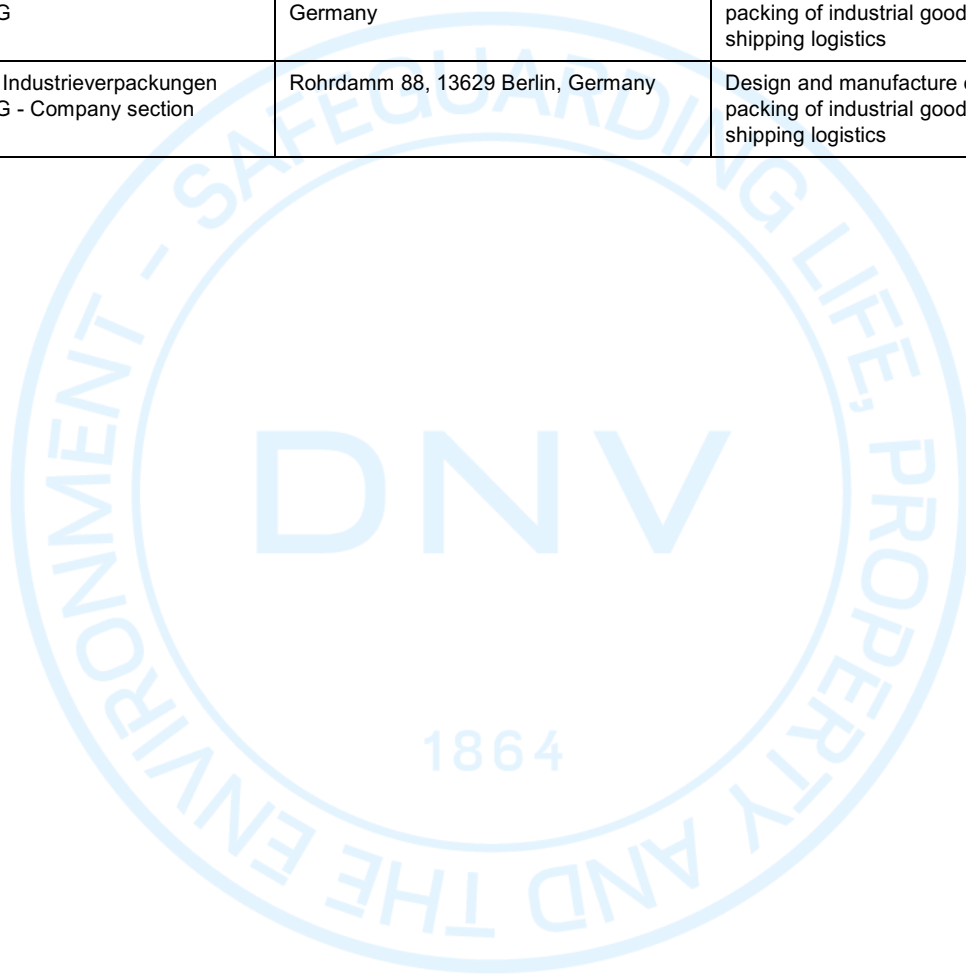 G
Germany
packing of industrial good
shipping logistics
Industrieverpackungen
G - Company section
Rohrdamm 88, 13629 Berlin, Germany
Design and manufacture
packing of industrial good
shipping logistics
SAFEGUARDING LIFE, PROPERTY AND THE ENVIRONMENT -
DNV
1864